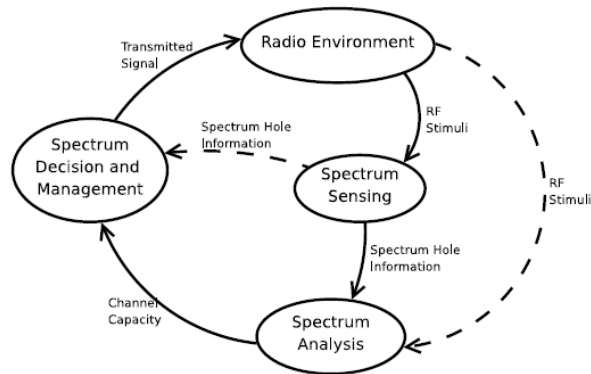 Transmitted
Signal
Radio Environment
RF
Stimuli
Spectrum Hole
Information
Spectrum
Decision and
Management
Spectrum
Sensing
RF
Stimuli
Spectrum Hole
Information
Channel
Capacity
Spectrum
Analysis